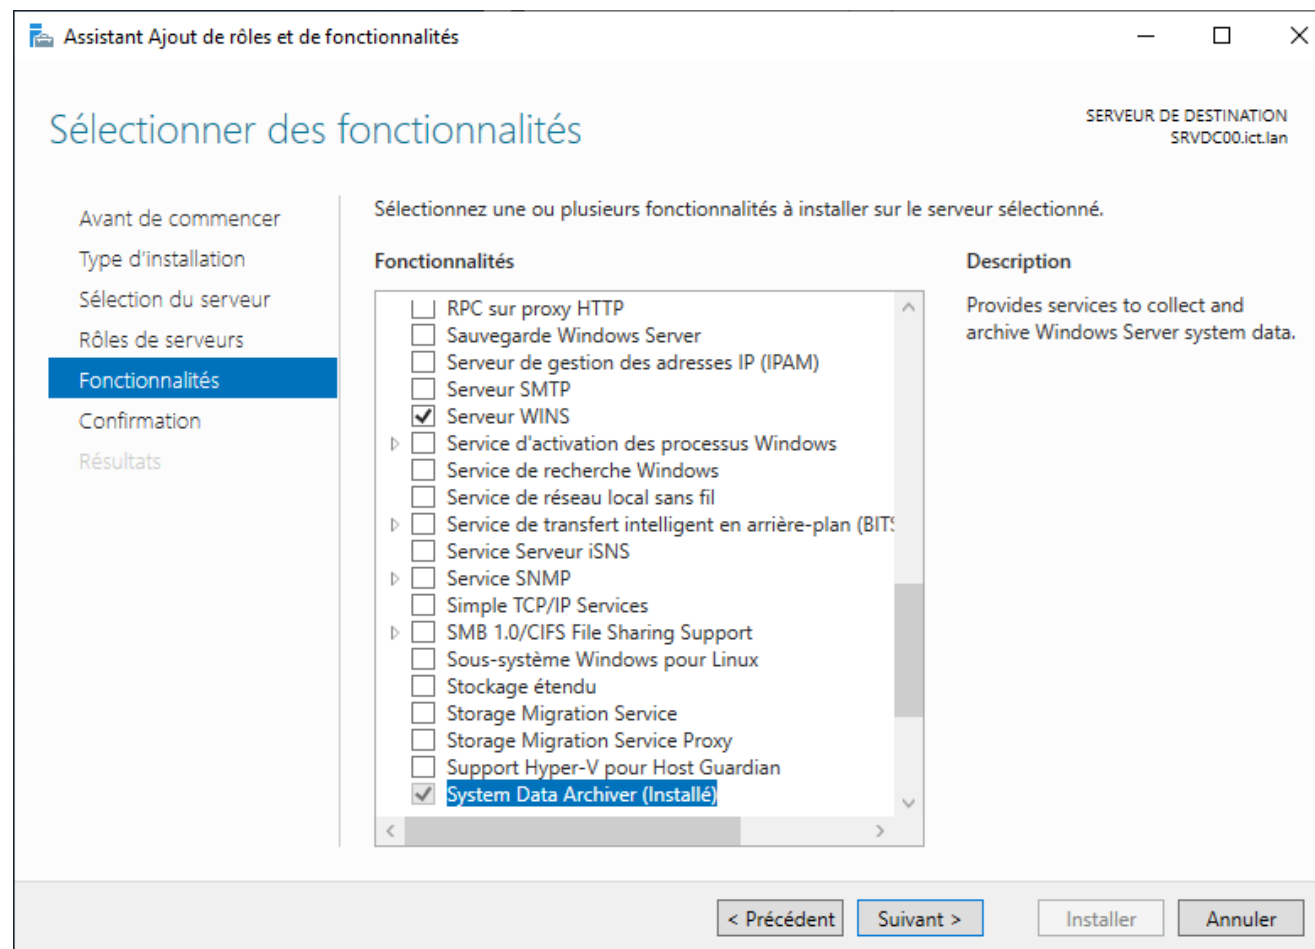 Assistant Ajout de rôles et de fonctionnalités
Sélectionner des fonctionnalités
SERVEUR DE DESTINATION
SRVDC00.ict.lan
Avant de commencer
Type d'installation
Sélection du serveur
Rôles de serveurs
Fonctionnalités
Confirmation
Résultats
Sélectionnez une ou plusieurs fonctionnalités à installer sur le serveur sélectionné.
Fonctionnalités
RPC sur proxy HTTP
Sauvegarde Windows Server
Serveur de gestion des adresses IP (IPAM)
Serveur SMTP
Serveur WINS
Service d'activation des processus Windows
Service de recherche Windows
Service de réseau local sans fil
Service de transfert intelligent en arrière-plan (BITS
Service Serveur iSNS
Service SNMP
Simple TCP/IP Services
SMB 1.0/CIFS File Sharing Support
Sous-système Windows pour Linux
Stockage étendu
Storage Migration Service
Storage Migration Service Proxy
Support Hyper-V pour Host Guardian
System Data Archiver (Installé)
Description
Provides services to collect and
archive Windows Server system data.
< Précédent
Suivant >
Installer
Annuler